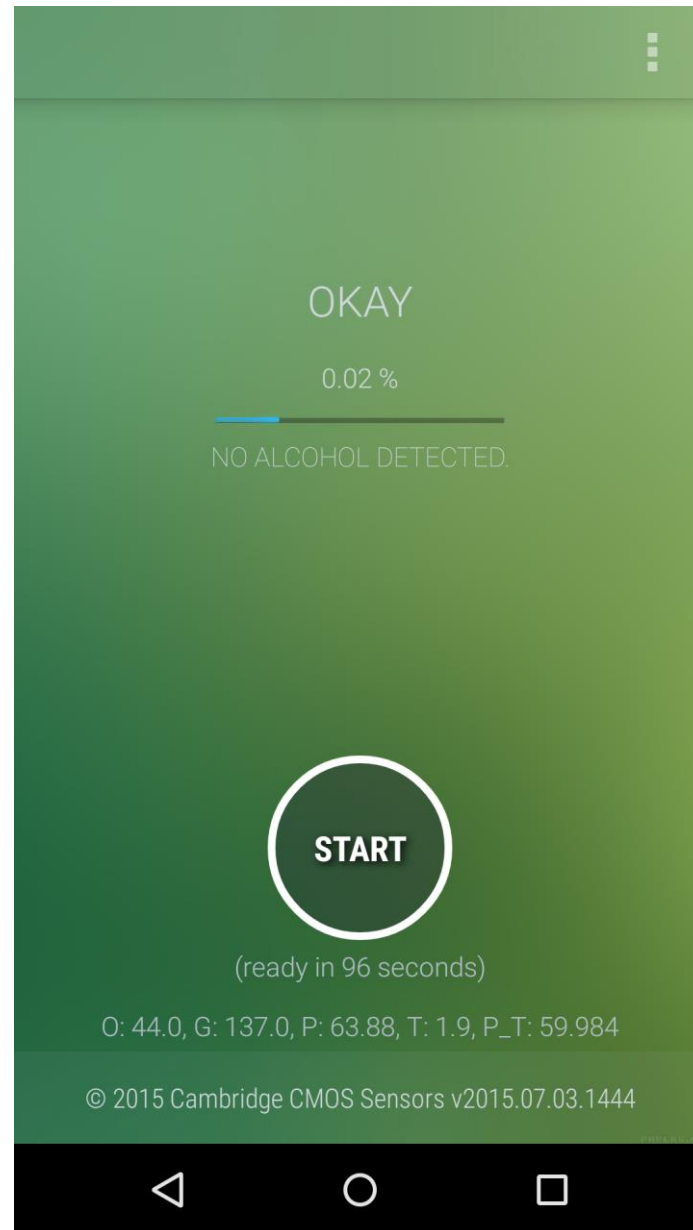 OKAY
0.02 %
NO ALCOHOL DETECTED.
START
(ready in 96 seconds)
O: 44.0, G: 137.0, P: 63.88, T: 1.9, P_T: 59.984
© 2015 Cambridge CMOS Sensors v2015.07.03.1444